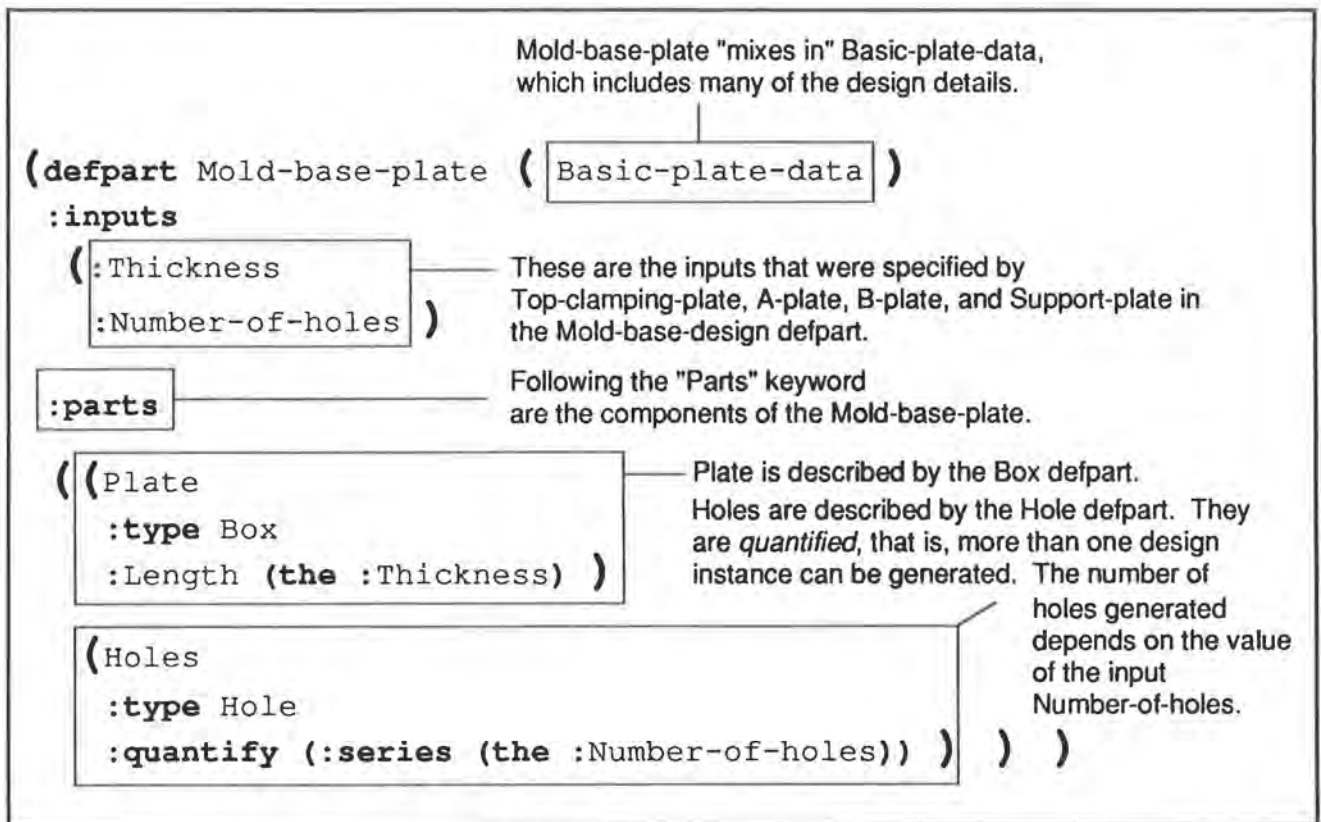 Mold-base-plate "mixes in" Basic-plate-data,
which includes many of the design details.
(defpart Mold-base-plate ( Basic-plate-data )
:inputs
(:Thickness
:Number-of-holes )
These are the inputs that were specified by
Top-clamping-plate, A-plate, B-plate, and Support-plate in
the Mold-base-design defpart.
:parts
Following the "Parts" keyword
are the components of the Mold-base-plate.
((Plate
:type Box
:Length (the :Thickness) )
Plate is described by the Box defpart.
Holes are described by the Hole defpart. They
are quantified, that is, more than one design
instance can be generated. The number of
holes generated
depends on the value
of the input
Number-of-holes.
(Holes
:type Hole
:quantify (:series (the :Number-of-holes)) ) ) )